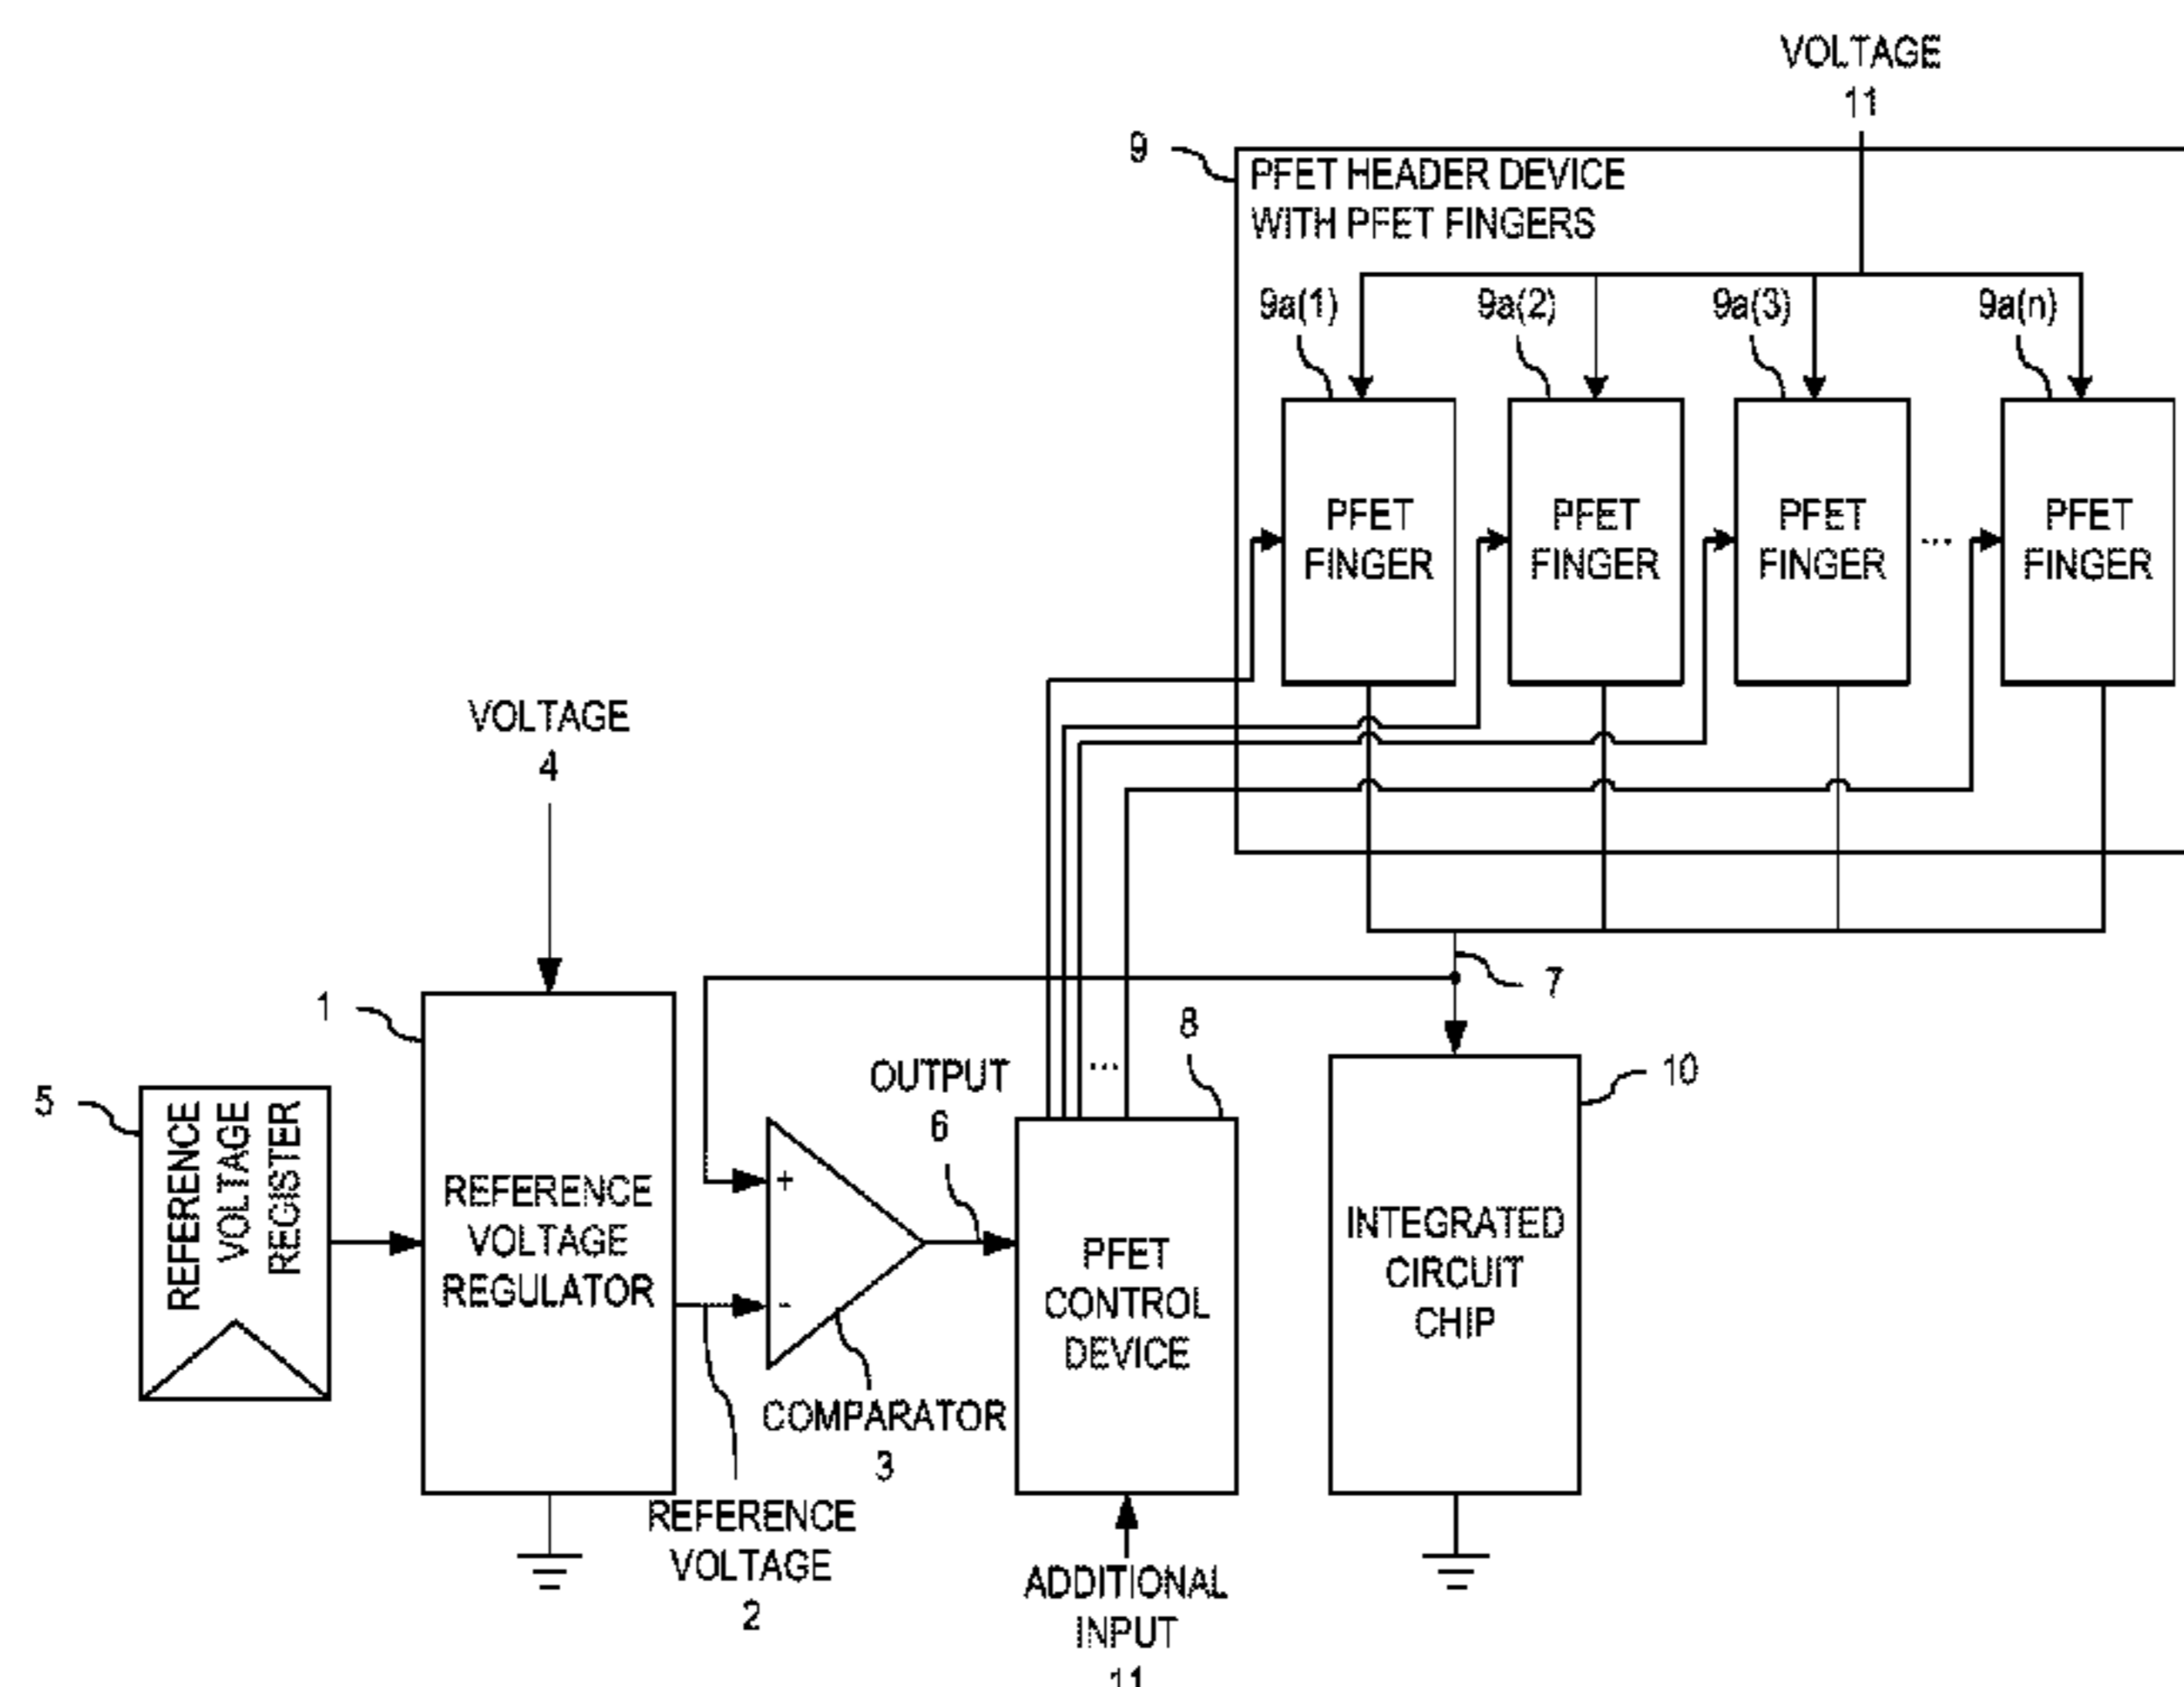 VOLTAGE
11
9
PFET HEADER DEVICE
WITH PFET FINGERS
9a(1)
9a(2)
9a(3)
9a(n)
PFET
FINGER
PFET
FINGER
PFET
FINGER
...
PFET
FINGER
VOLTAGE
4
7
1
8
10
5
REFERENCE
VOLTAGE
REGISTER
REFERENCE
VOLTAGE
REGULATOR
OUTPUT
6
...
+
-
PFET
CONTROL
DEVICE
INTEGRATED
CIRCUIT
CHIP
COMPARATOR
3
REFERENCE
VOLTAGE
2
ADDITIONAL
INPUT
11